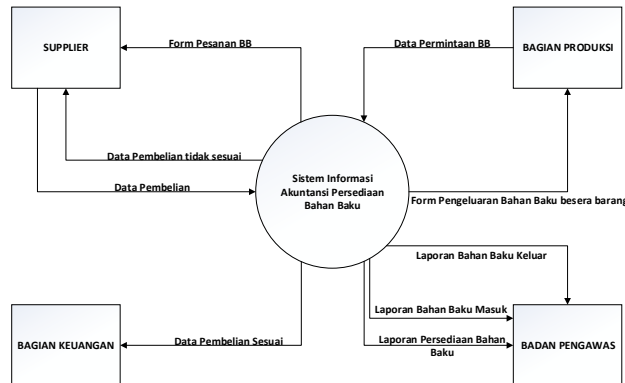 SUPPLIER
Form Pesanan BB
Data Permintaan BB
BAGIAN PRODUKSI
Data Pembelian tidak sesuai
Data Pembelian
Sistem Informasi
Akuntansi Persediaan
Bahan Baku
Form Pengeluaran Bahan Baku besera barang
Laporan Bahan Baku Keluar
Laporan Bahan Baku Masuk
BAGIAN KEUANGAN
Data Pembelian Sesuai
Laporan Persediaan Bahan
Baku
BADAN PENGAWAS